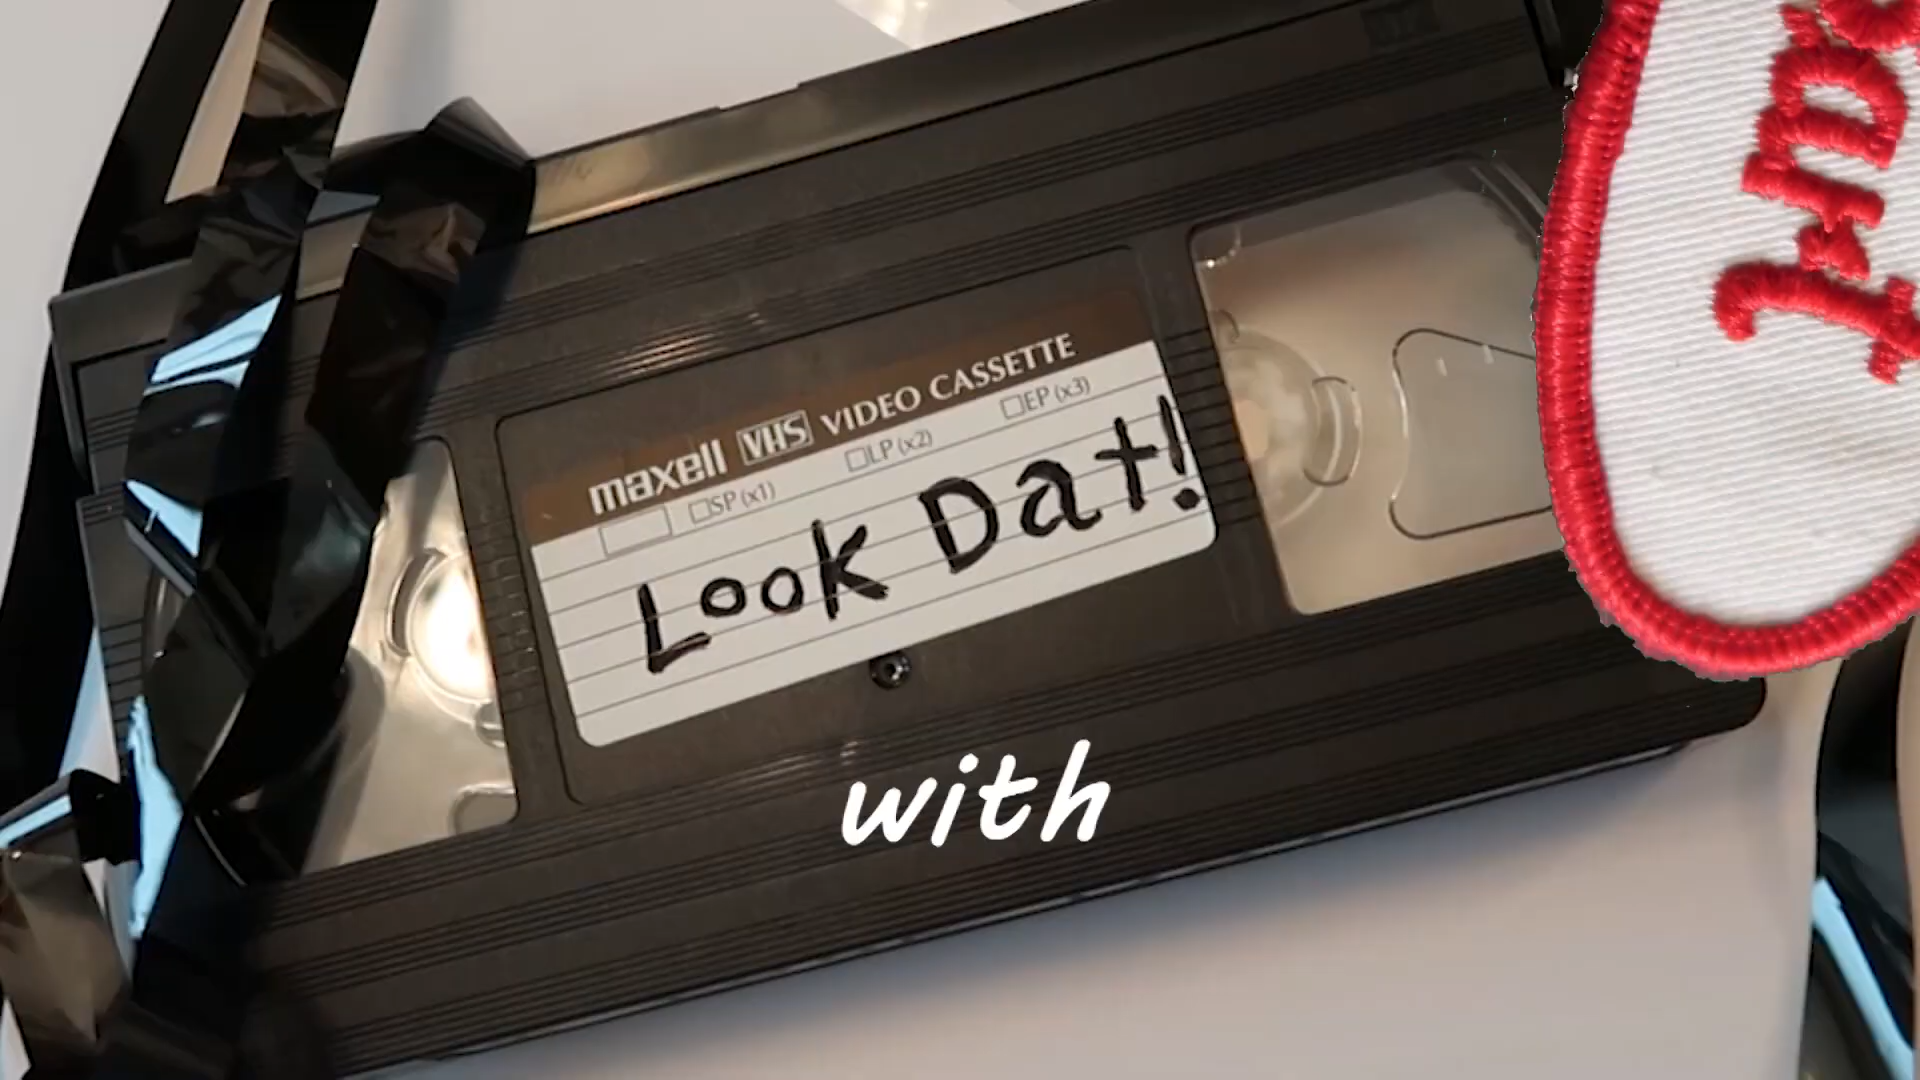 maxell VHS VIDEO CASSETTE
SP (x1) LP (x2) EP (x3)
Look Dat!
with